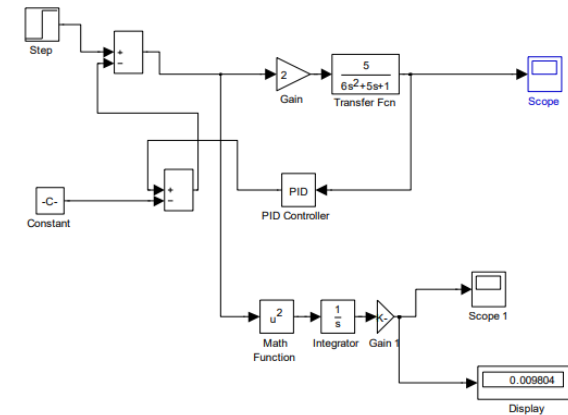 Step
+
−
2
Gain
5
6s²+5s+1
Transfer Fcn
Scope
+
−
-C-
Constant
PID
PID Controller
u²
Math
Function
1
s
Integrator
K-
Gain 1
Scope 1
0.009804
Display